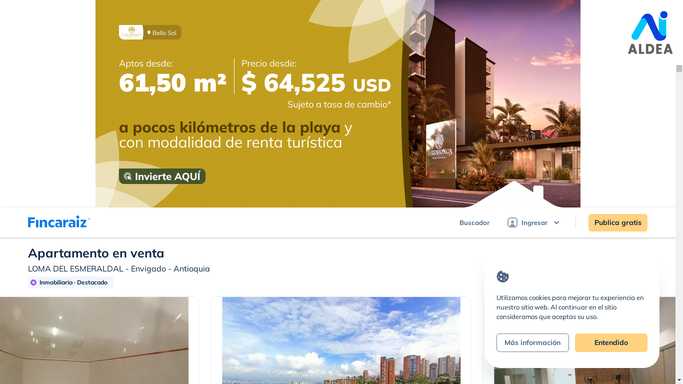 Bello Sol
Aptos desde:
61,50 m²
Precio desde:
$ 64,525 USD
Sujeto a tasa de cambio*
a pocos kilómetros de la playa y
con modalidad de renta turística
Invierte AQUÍ
ALDEA
Fincaraiz
Buscador
Ingresar
Publica gratis
Apartamento en venta
LOMA DEL ESMERALDAL - Envigado - Antioquia
Inmobiliaria · Destacado
Utilizamos cookies para mejorar tu experiencia en
nuestro sitio web. Al continuar en el sitio
consideramos que aceptas su uso.
Más información
Entendido